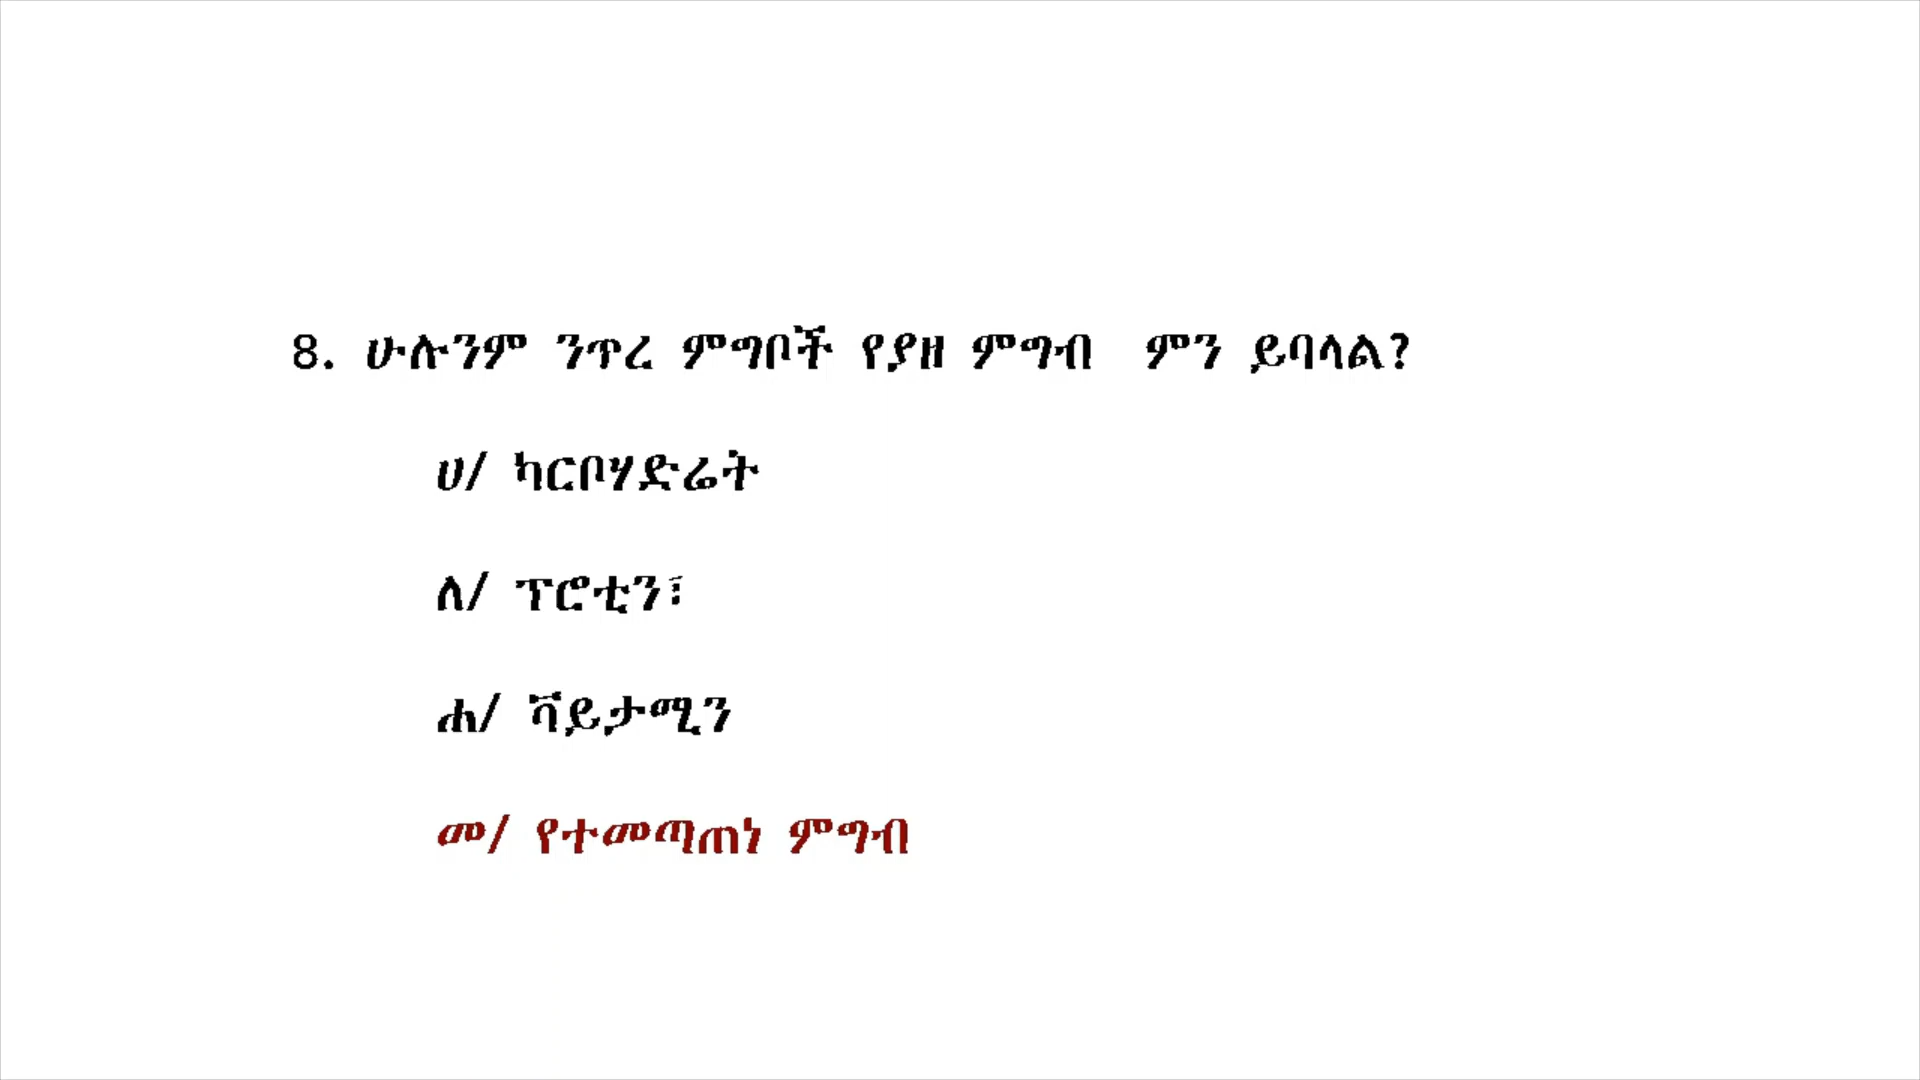 8. ሁሉንም ንጥረ ምግቦች የያዘ ምግብ ምን ይባላል?
ሀ/ ካርቦሃድሬት
ለ/ ፕሮቲን፣
ሐ/ ቫይታሚን
መ/ የተመጣጠነ ምግብ